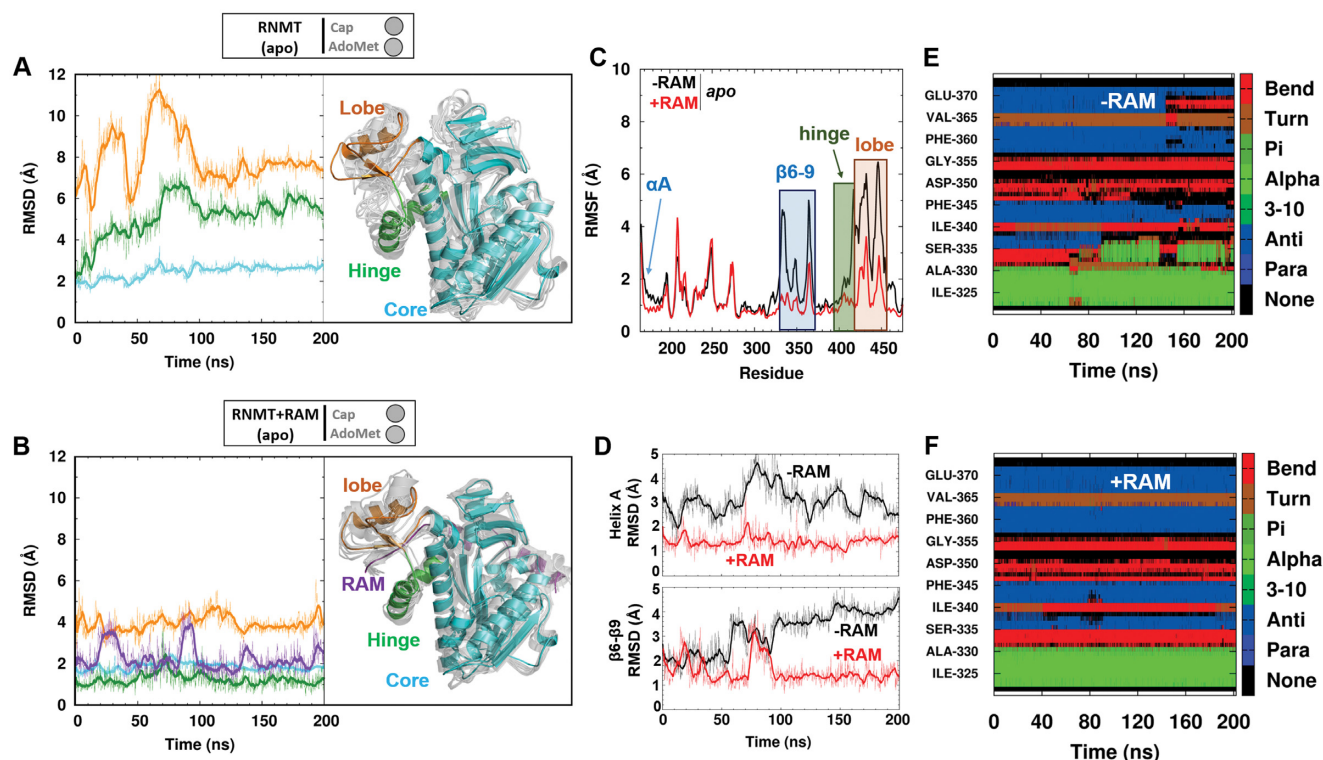 RNMT
(apo)
Cap
AdoMet
A
12
10
8
6
4
2
0
RMSD (Å)
0
50
100
150
200
Time (ns)
Lobe
Hinge
Core
RNMT+RAM
(apo)
Cap
AdoMet
B
12
10
8
6
4
2
0
RMSD (Å)
0
50
100
150
200
Time (ns)
lobe
RAM
Hinge
Core
C
10
8
6
4
2
0
RMSF (Å)
-RAM
+RAM
apo
αA
β6-9
hinge
lobe
200
250
300
350
400
450
Residue
D
5
4
3
2
1
0
Helix A
RMSD (Å)
-RAM
+RAM
5
4
3
2
1
0
β6-β9
RMSD (Å)
-RAM
+RAM
0
50
100
150
200
Time (ns)
E
GLU-370
VAL-365
PHE-360
GLY-355
ASP-350
PHE-345
ILE-340
SER-335
ALA-330
ILE-325
-RAM
0
40
80
120
160
200
Time (ns)
Bend
Turn
Pi
Alpha
3-10
Anti
Para
None
F
GLU-370
VAL-365
PHE-360
GLY-355
ASP-350
PHE-345
ILE-340
SER-335
ALA-330
ILE-325
+RAM
0
40
80
120
160
200
Time (ns)
Bend
Turn
Pi
Alpha
3-10
Anti
Para
None